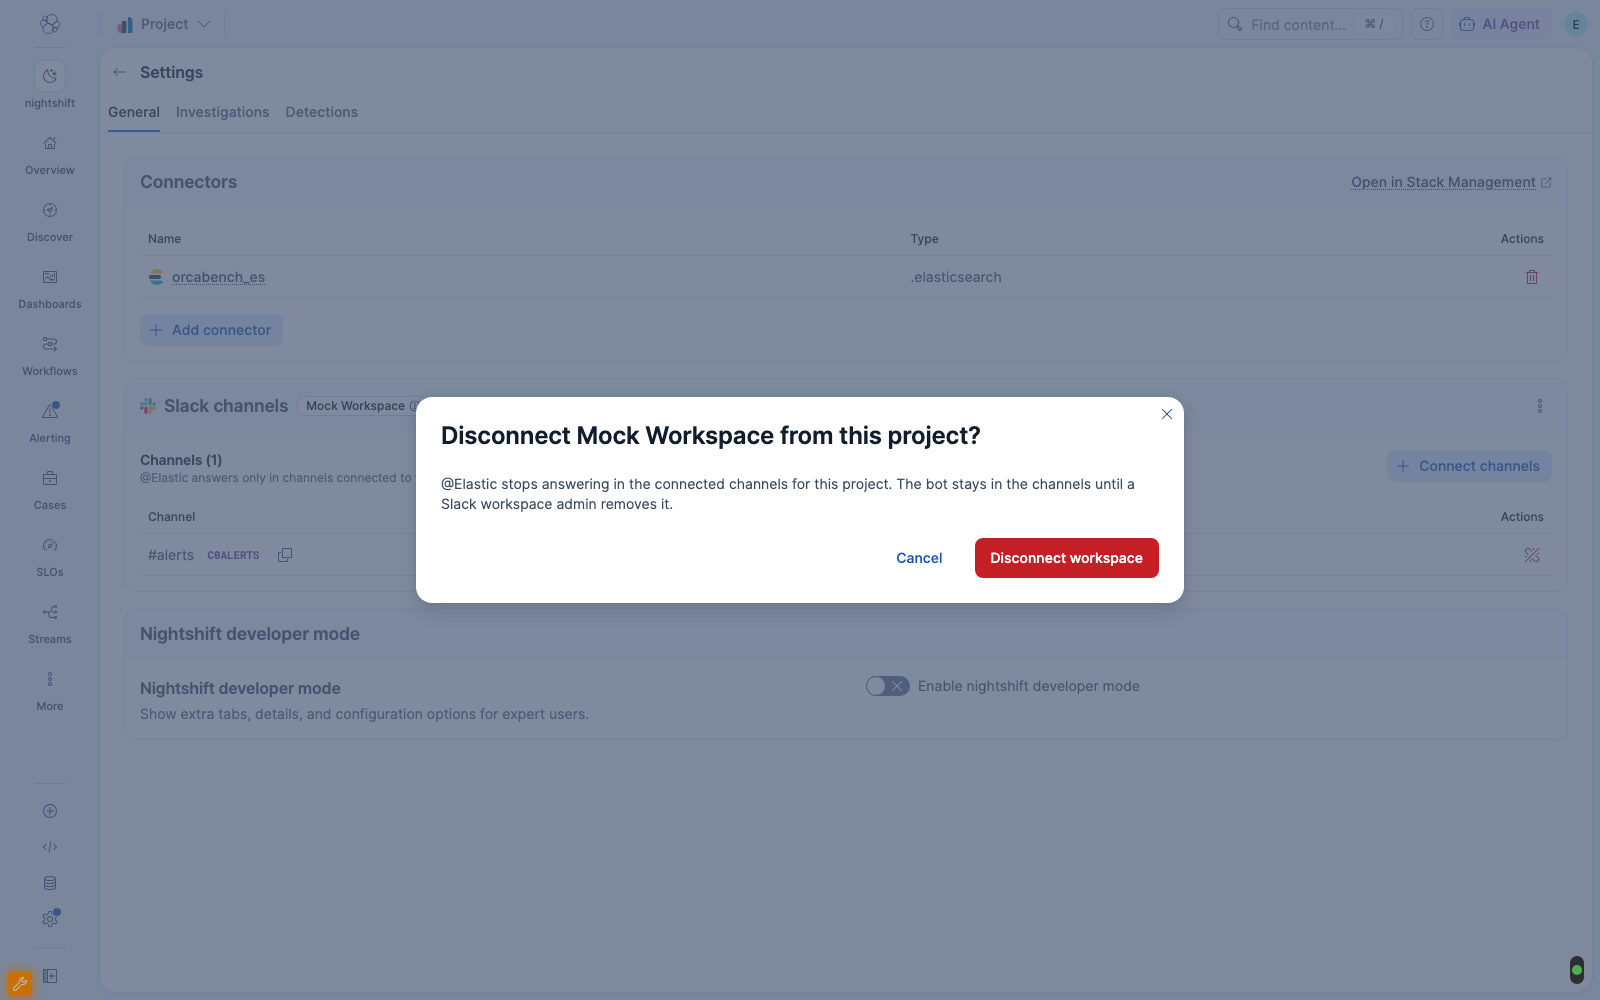 Project
Find content...
⌘ /
AI Agent
E
nightshift
Overview
Discover
Dashboards
Workflows
Alerting
Cases
SLOs
Streams
More
Settings
General
Investigations
Detections
Connectors
Open in Stack Management
Name
Type
Actions
orcabench_es
.elasticsearch
Add connector
Slack channels
Mock Workspace
Channels (1)
@Elastic answers only in channels connected to
Connect channels
Channel
Actions
#alerts
C0ALERTS
Disconnect Mock Workspace from this project?
@Elastic stops answering in the connected channels for this project. The bot stays in the channels until a
Slack workspace admin removes it.
Cancel
Disconnect workspace
Nightshift developer mode
Nightshift developer mode
Show extra tabs, details, and configuration options for expert users.
Enable nightshift developer mode